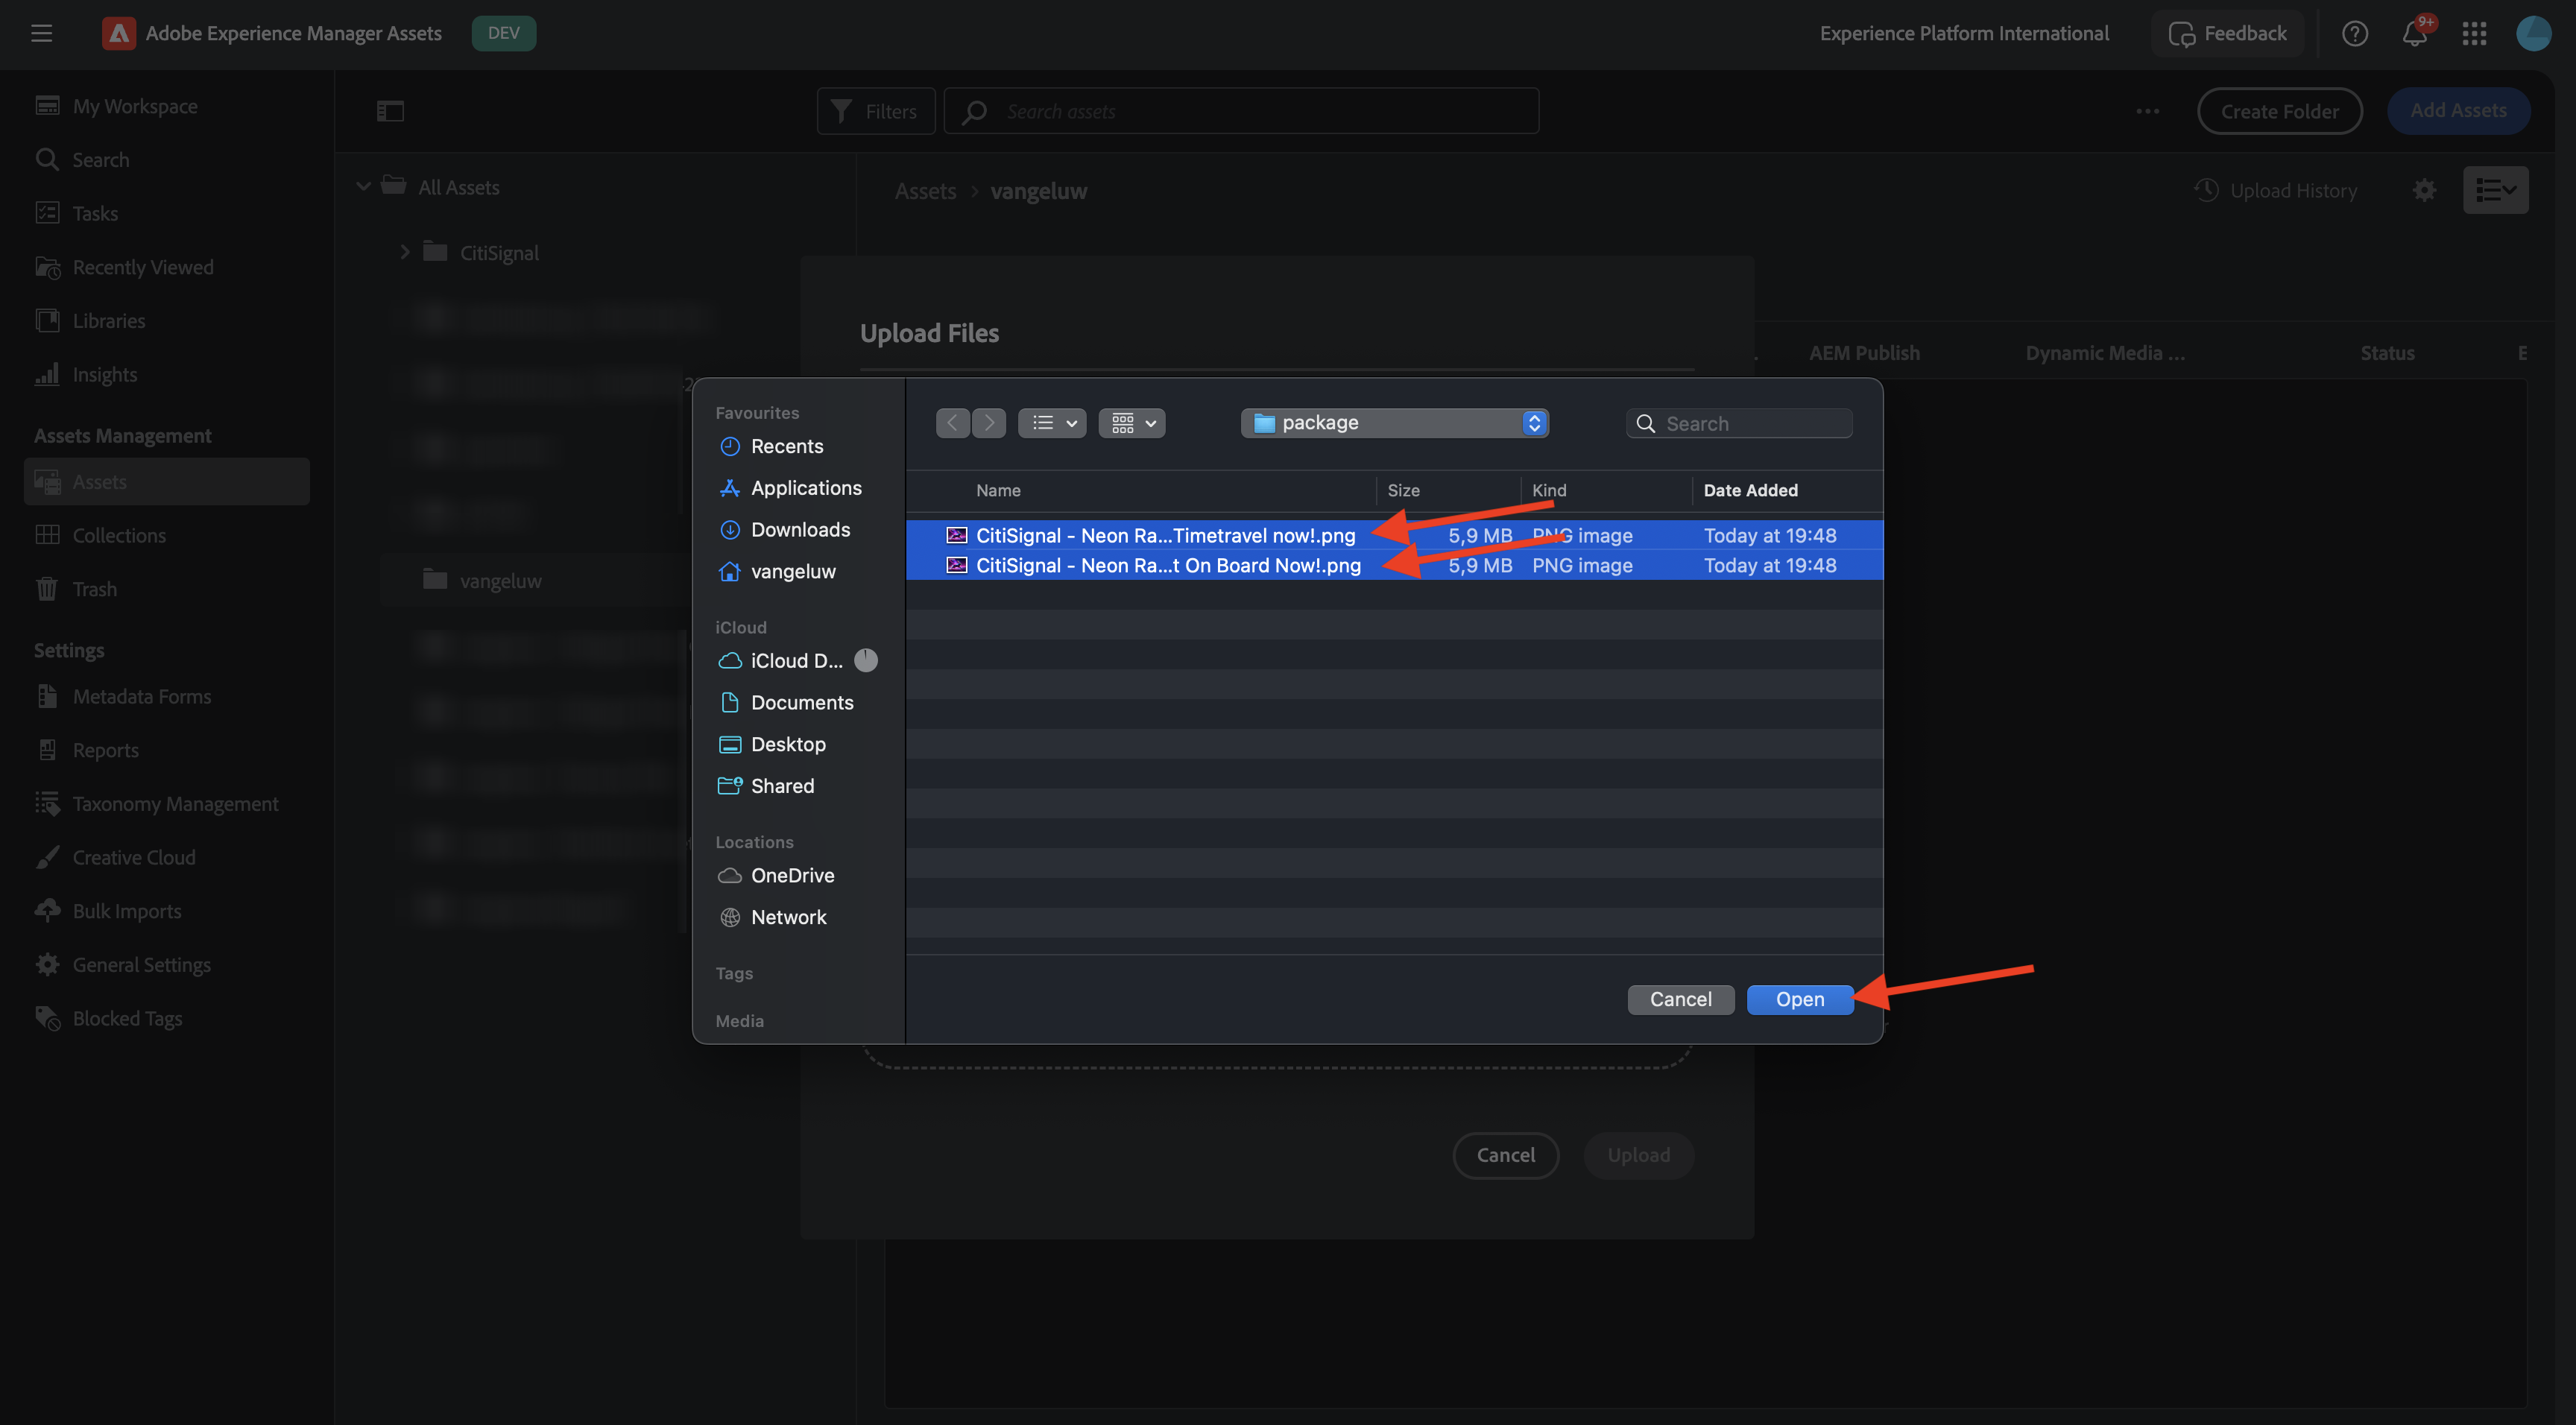 Adobe Experience Manager Assets
DEV
Experience Platform International
Feedback
9+
My Workspace
Search
Tasks
Recently Viewed
Libraries
Insights
Assets Management
Assets
Collections
Trash
Settings
Metadata Forms
Reports
Taxonomy Management
Creative Cloud
Bulk Imports
General Settings
Blocked Tags
Filters
Search assets
Create Folder
Add Assets
All Assets
CitiSignal
vangeluw
Assets > vangeluw
Upload History
AEM Publish
Dynamic Media ...
Status
Upload Files
Favourites
Recents
Applications
Downloads
vangeluw
iCloud
iCloud D...
Documents
Desktop
Shared
Locations
OneDrive
Network
Tags
Media
package
Search
Name Size Kind Date Added
CitiSignal - Neon Ra...Timetravel now!.png 5,9 MB PNG image Today at 19:48
CitiSignal - Neon Ra...t On Board Now!.png 5,9 MB PNG image Today at 19:48
Cancel
Open
Cancel
Upload